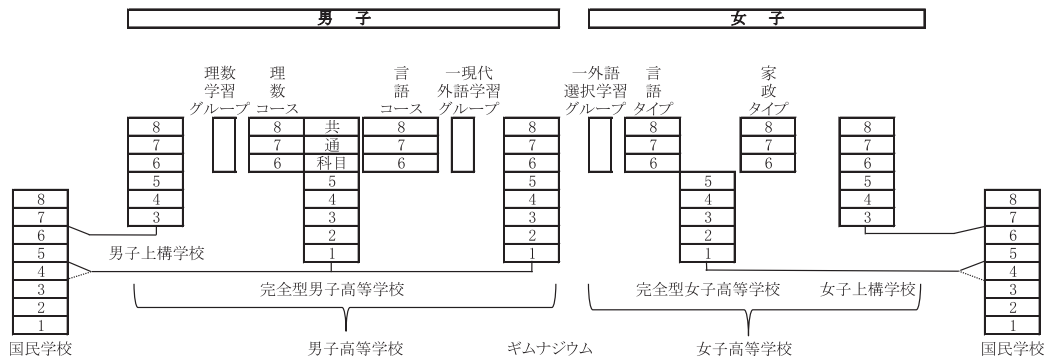 男 子
女 子
理数
学習
グループ
理
数
コース
言
語
コース
一現代
外語学習
グループ
一外語
選択学習
グループ
言
語
タイプ
家
政
タイプ
8 8 共 8 8 8 8 8
7 7 通 7 7 7 7 7
6 6 科目 6 6 6 6 6
5 5 5 5 5
4 4 4 4 4
3 3 3 3 3
2 2 2
1 1 1
8
7
6
5
4
3
2
1
8
7
6
5
4
3
2
1
男子上構学校
完全型男子高等学校
完全型女子高等学校
女子上構学校
国民学校
男子高等学校
ギムナジウム
女子高等学校
国民学校